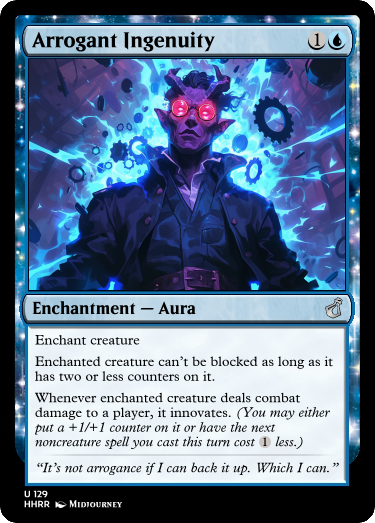 Arrogant Ingenuity 1
Enchantment — Aura
Enchant creature
Enchanted creature can't be blocked as long as it
has two or less counters on it.
Whenever enchanted creature deals combat
damage to a player, it innovates. (You may either
put a +1/+1 counter on it or have the next
noncreature spell you cast this turn cost 1 less.)
“It's not arrogance if I can back it up. Which I can.”
U 129
HHRR Midjourney